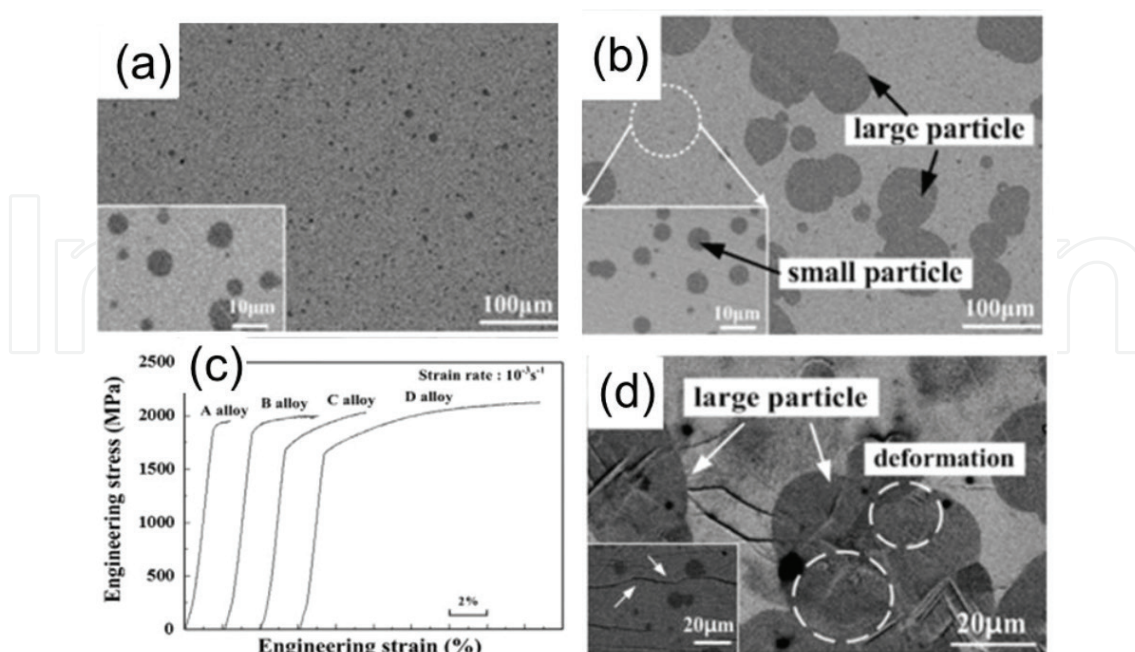 (a)
10μm
100μm
(b)
large particle
small particle
10μm
100μm
(c)
Strain rate : 10⁻³s⁻¹
2500
2000
1500
1000
500
0
Engineering stress (MPa)
A alloy
B alloy
C alloy
D alloy
2%
Engineering strain (%)
(d)
large particle
deformation
20μm
20μm